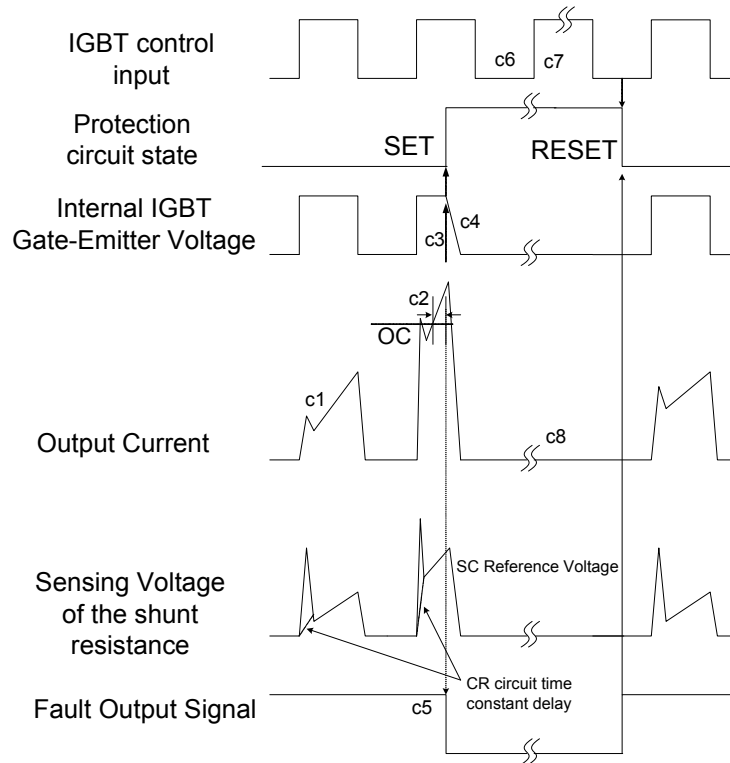 IGBT control
input
c6
c7
Protection
circuit state
SET
RESET
Internal IGBT
Gate-Emitter Voltage
c3
c4
c2
OC
c1
Output Current
c8
Sensing Voltage
of the shunt
resistance
SC Reference Voltage
CR circuit time
constant delay
Fault Output Signal
c5